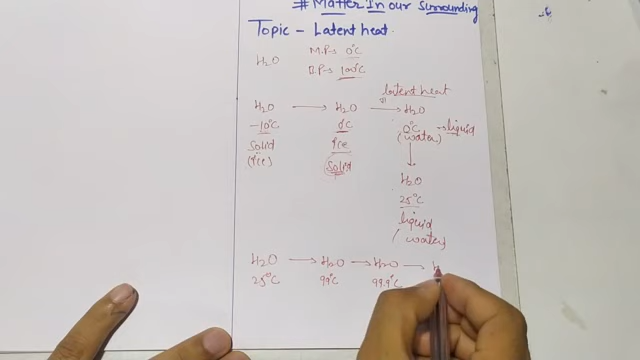 # Matter In our Surrounding
Topic - Latent heat.
H₂O M.P→ 0°C
B.P→ 100°C
latent heat
H₂O → H₂O → H₂O
-10°C 0°C 0°C → liquid
Solid Ice (water)
(Ice) Solid
H₂O
25°C
liquid
(water)
H₂O → H₂O → H₂O →
25°C 99°C 99.9°C